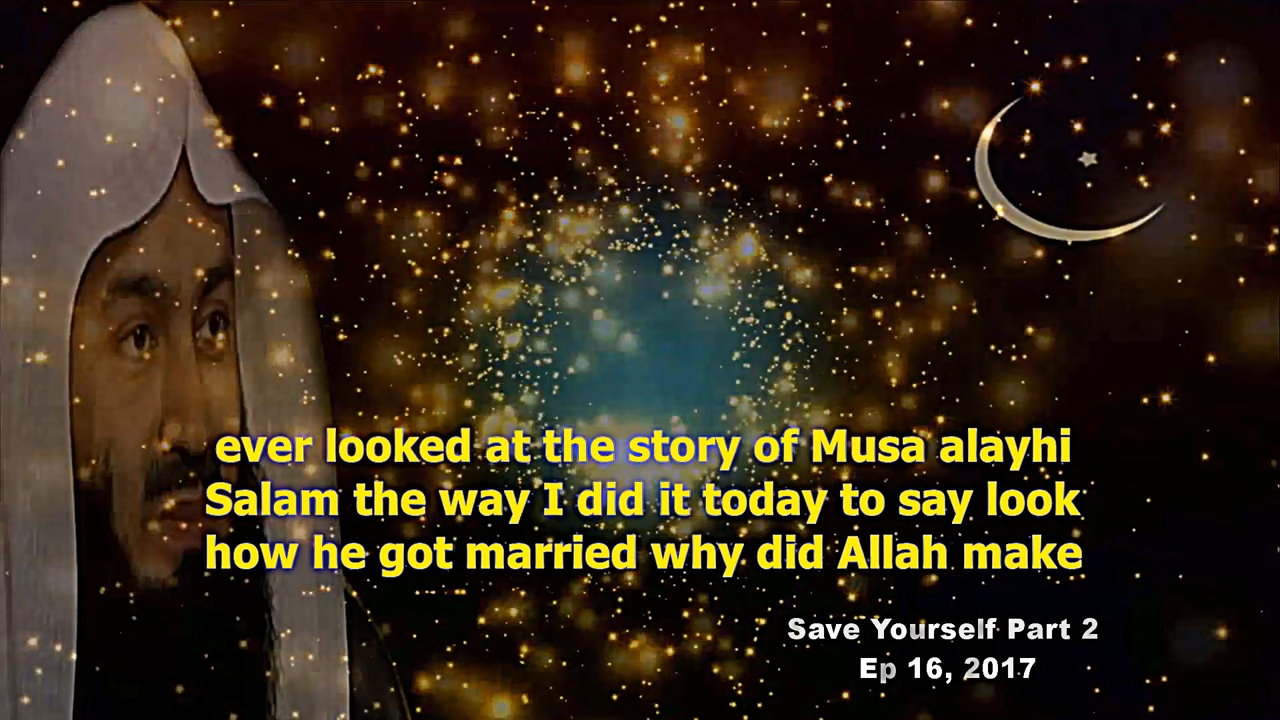 ever looked at the story of Musa alayhi
Salam the way I did it today to say look
how he got married why did Allah make
Save Yourself Part 2
Ep 16, 2017